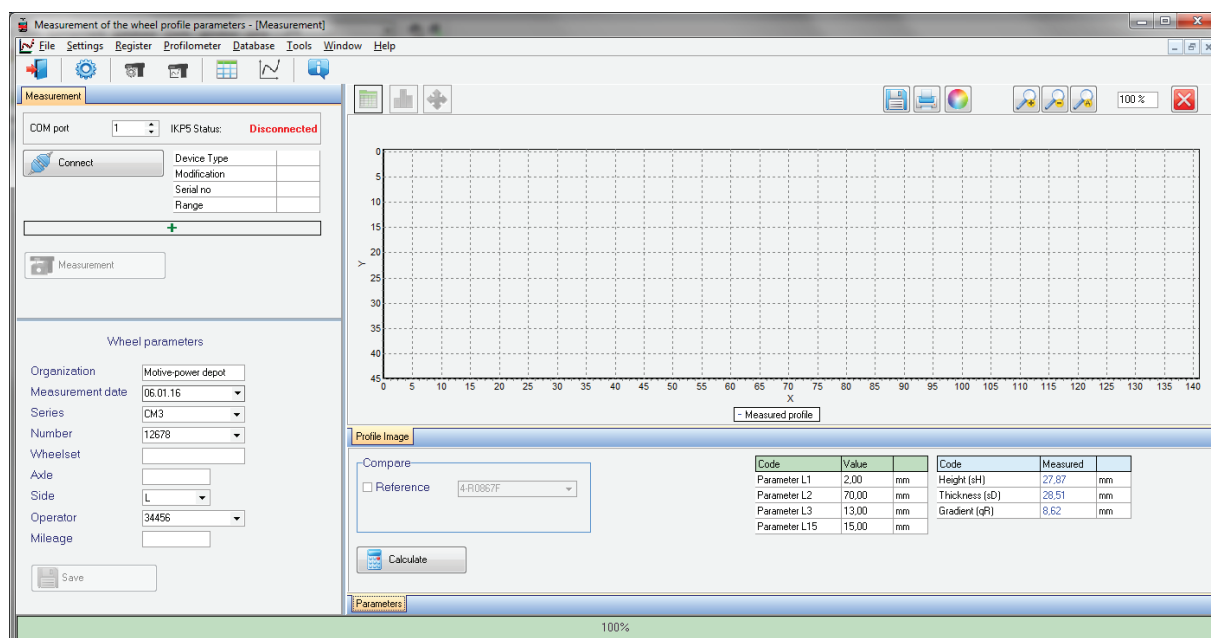 Measurement of the wheel profile parameters - [Measurement]
File Settings Register Profilometer Database Tools Window Help
Measurement
100 %
COM port 1 IKP5 Status: Disconnected
Connect
Device Type
Modification
Serial no
Range
Measurement
0
5
10
15
20
25
30
35
40
45
Y
0 5 10 15 20 25 30 35 40 45 50 55 60 65 70 75 80 85 90 95 100 105 110 115 120 125 130 135 140
X
Measured profile
Wheel parameters
Organization Motive-power depot
Measurement date 06.01.16
Series CM3
Number 12678
Wheelset
Axle
Side L
Operator 34456
Mileage
Save
Profile Image
Compare
Reference 4-R0867F
Calculate
Code Value
Parameter L1 2,00 mm
Parameter L2 70,00 mm
Parameter L3 13,00 mm
Parameter L15 15,00 mm
Code Measured
Height (sH) 27,87 mm
Thickness (sD) 28,51 mm
Gradient (qR) 8,62 mm
Parameters
100%